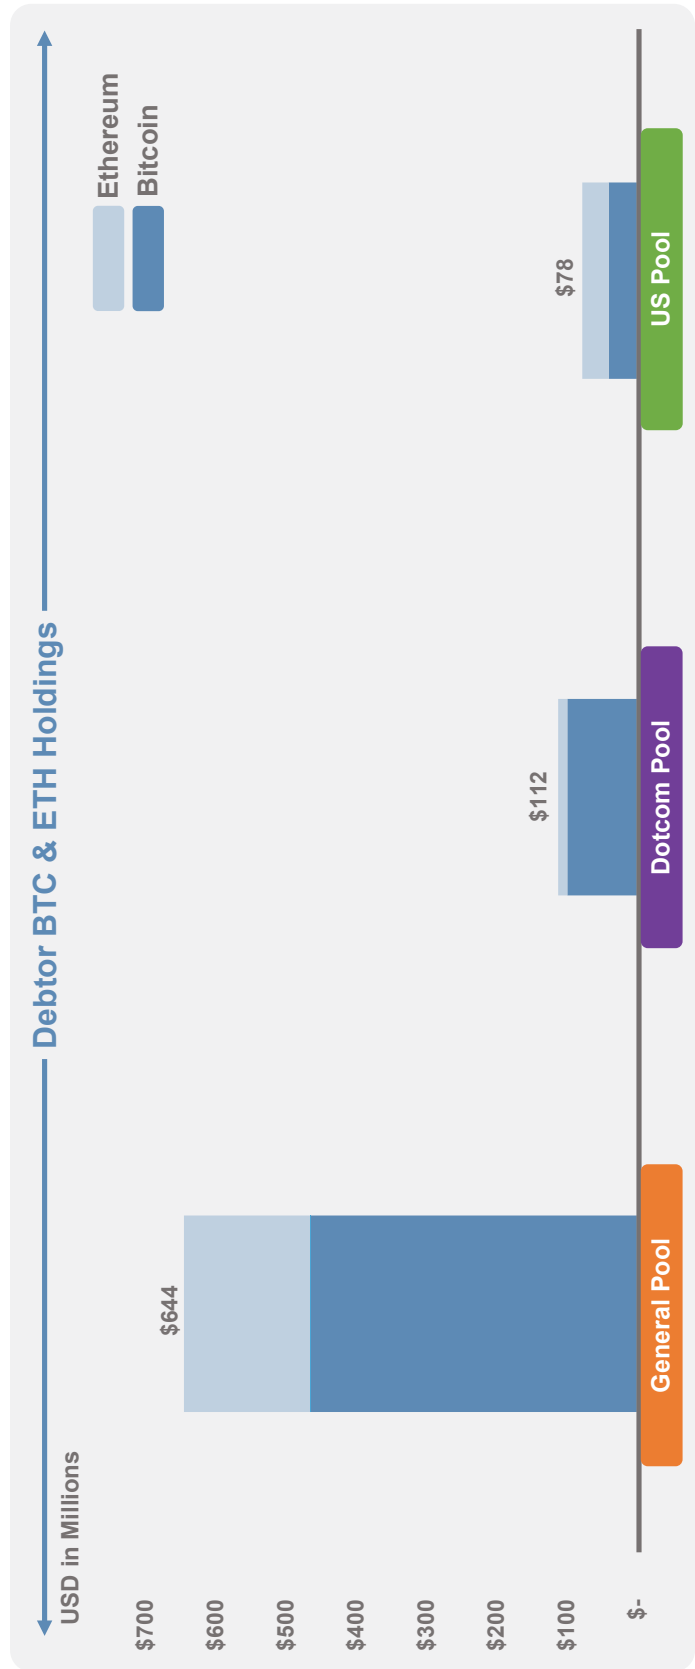 Debtor BTC & ETH Holdings
USD in Millions
Ethereum
Bitcoin
$700
$600
$500
$400
$300
$200
$100
$-
$644
$112
$78
General Pool
Dotcom Pool
US Pool